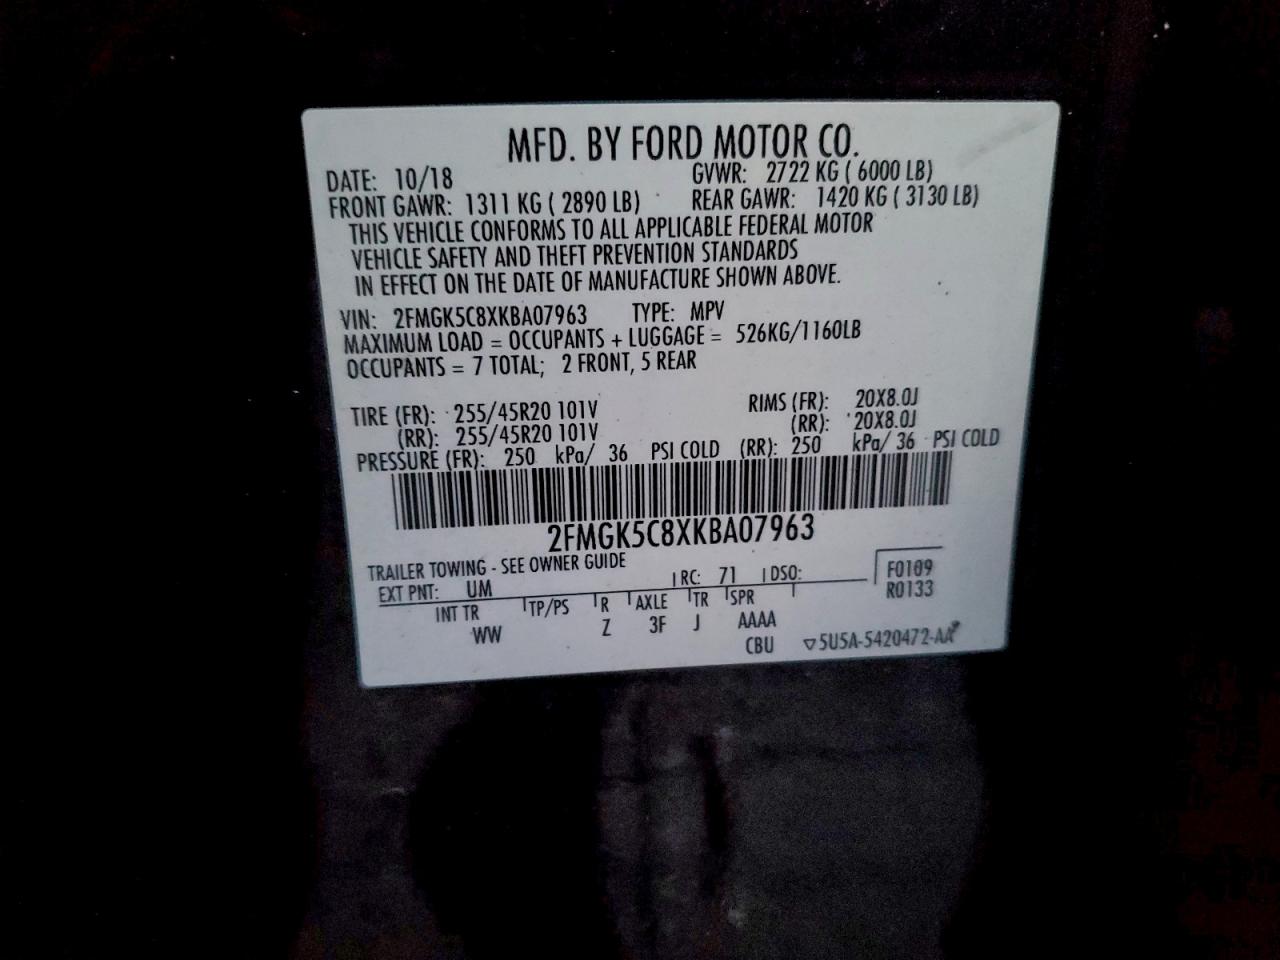 MFD. BY FORD MOTOR CO.
DATE: 10/18 GVWR: 2722 KG ( 6000 LB)
FRONT GAWR: 1311 KG ( 2890 LB) REAR GAWR: 1420 KG ( 3130 LB)
THIS VEHICLE CONFORMS TO ALL APPLICABLE FEDERAL MOTOR
VEHICLE SAFETY AND THEFT PREVENTION STANDARDS
IN EFFECT ON THE DATE OF MANUFACTURE SHOWN ABOVE.
VIN: 2FMGK5C8XKBA07963 TYPE: MPV
MAXIMUM LOAD = OCCUPANTS + LUGGAGE = 526KG/1160LB
OCCUPANTS = 7 TOTAL; 2 FRONT, 5 REAR
TIRE (FR): 255/45R20 101V RIMS (FR): 20X8.0J
(RR): 255/45R20 101V (RR): 20X8.0J
PRESSURE (FR): 250 kPa/ 36 PSI COLD (RR): 250 kPa/ 36 PSI COLD
2FMGK5C8XKBA07963
TRAILER TOWING - SEE OWNER GUIDE
EXT PNT: UM RC: 71 DSO: F0109
R0133
INT TR TP/PS R AXLE TR SPR
WW Z 3F J AAAA
CBU ▽5U5A-5420472-AA